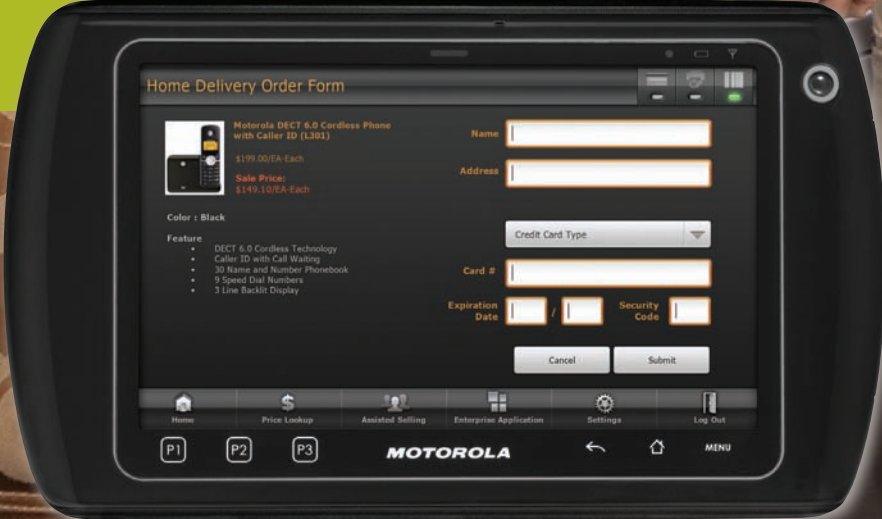 Home Delivery Order Form
Motorola DECT 6.0 Cordless Phone
with Caller ID (L301)
$199.00/EA-Each
Sale Price:
$149.10/EA-Each
Color : Black
Feature
• DECT 6.0 Cordless Technology
• Caller ID with Call Waiting
• 30 Name and Number Phonebook
• 9 Speed Dial Numbers
• 3 Line Backlit Display
Name
Address
Credit Card Type
Card #
Expiration
Date
/
Security
Code
Cancel
Submit
Home
Price Lookup
Assisted Selling
Enterprise Application
Settings
Log Out
P1
P2
P3
MOTOROLA
MENU